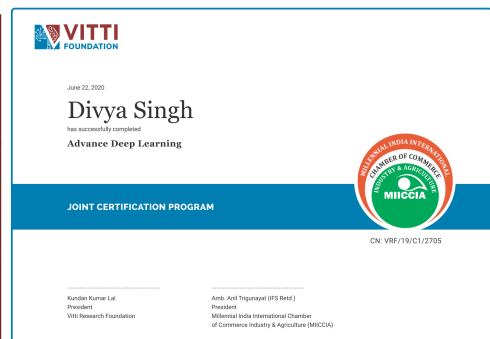 VITTI
FOUNDATION
June 22, 2020
Divya Singh
has successfully completed
Advance Deep Learning
MILLENNIAL INDIA INTERNATIONAL
CHAMBER OF COMMERCE
INDUSTRY & AGRICULTURE
MIICCIA
JOINT CERTIFICATION PROGRAM
CN: VRF/19/C1/2705
Kundan Kumar Lal
President
Vitti Research Foundation
Amb. Anil Trigunayat (IFS Retd.)
President
Millennial India International Chamber
of Commerce Industry & Agriculture (MIICCIA)